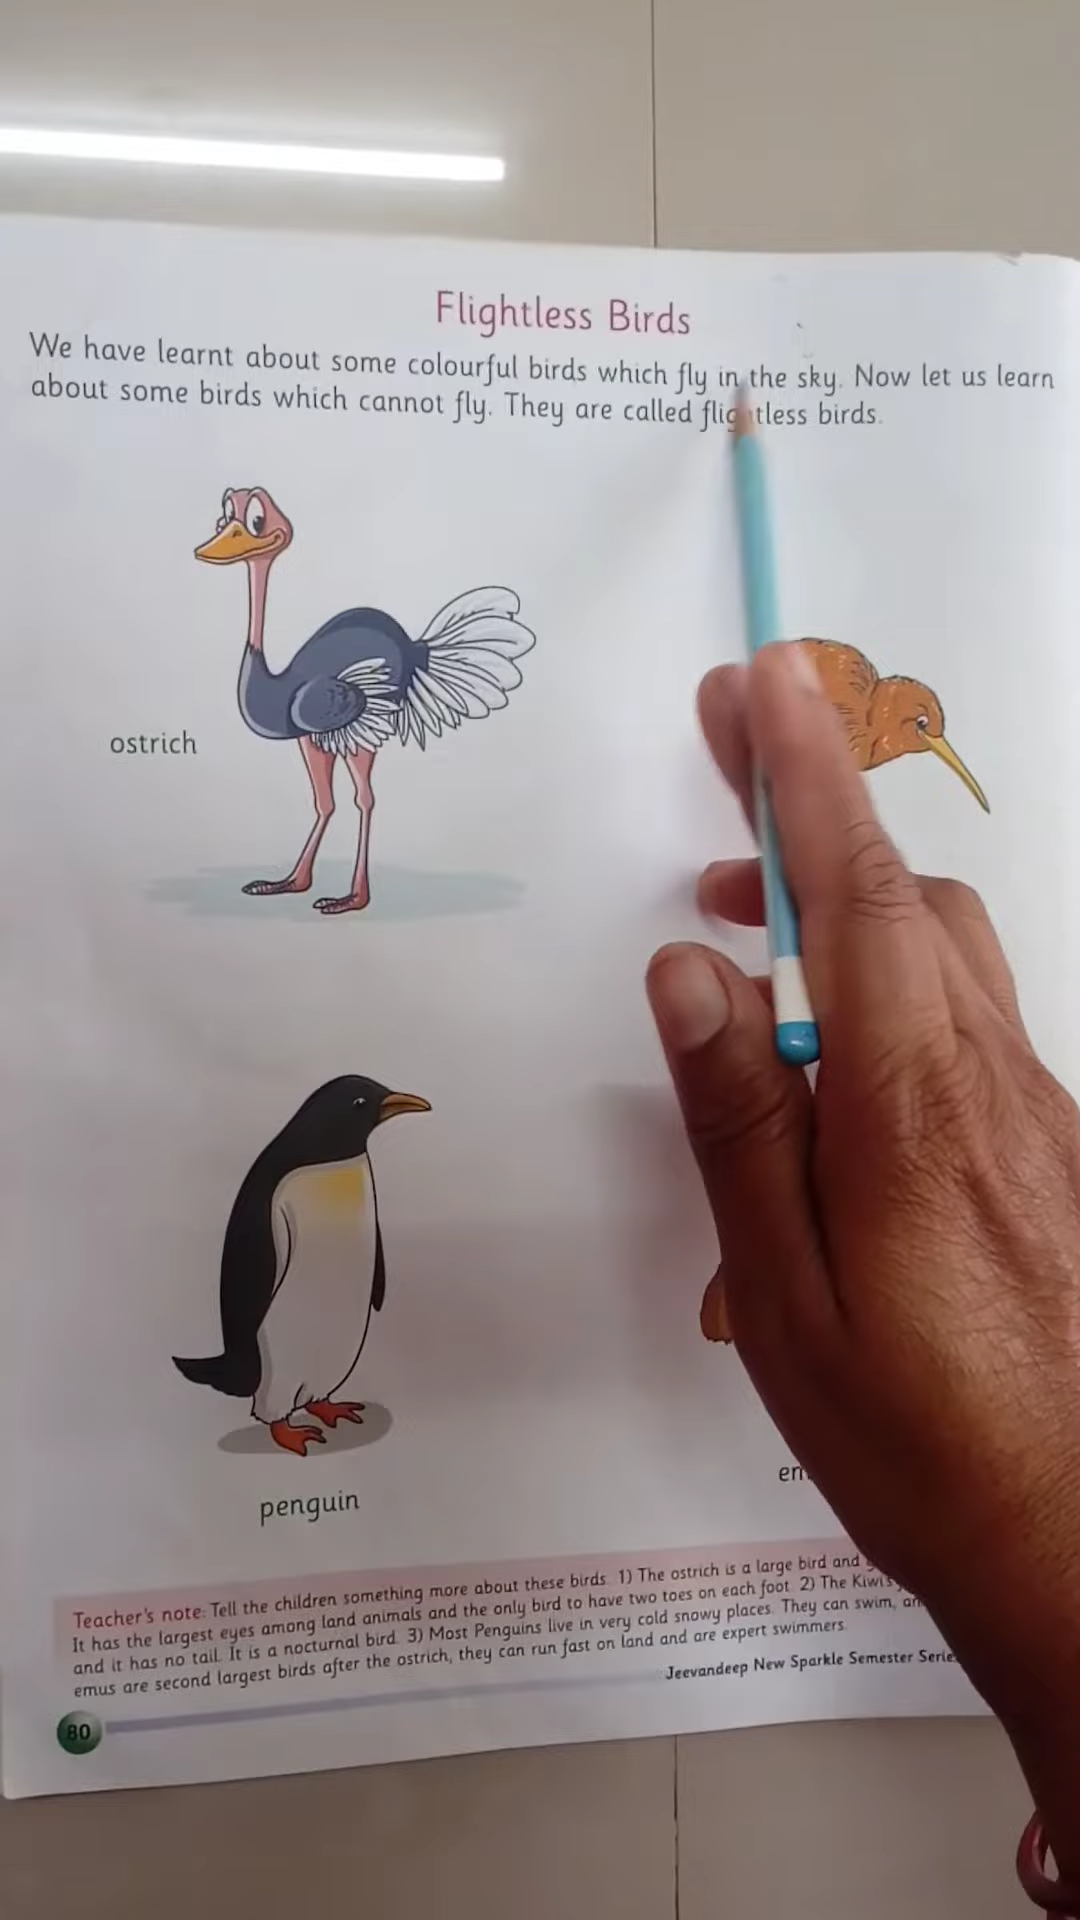 Flightless Birds
We have learnt about some colourful birds which fly in the sky. Now let us learn
about some birds which cannot fly. They are called flightless birds.
ostrich
penguin
Teacher's note: Tell the children something more about these birds. 1) The ostrich is a large bird and
It has the largest eyes among land animals and the only bird to have two toes on each foot. 2) The Kiwi
and it has no tail. It is a nocturnal bird. 3) Most Penguins live in very cold snowy places. They can swim,
emus are second largest birds after the ostrich, they can run fast on land and are expert swimmers.
Jeevandeep New Sparkle Semester
80